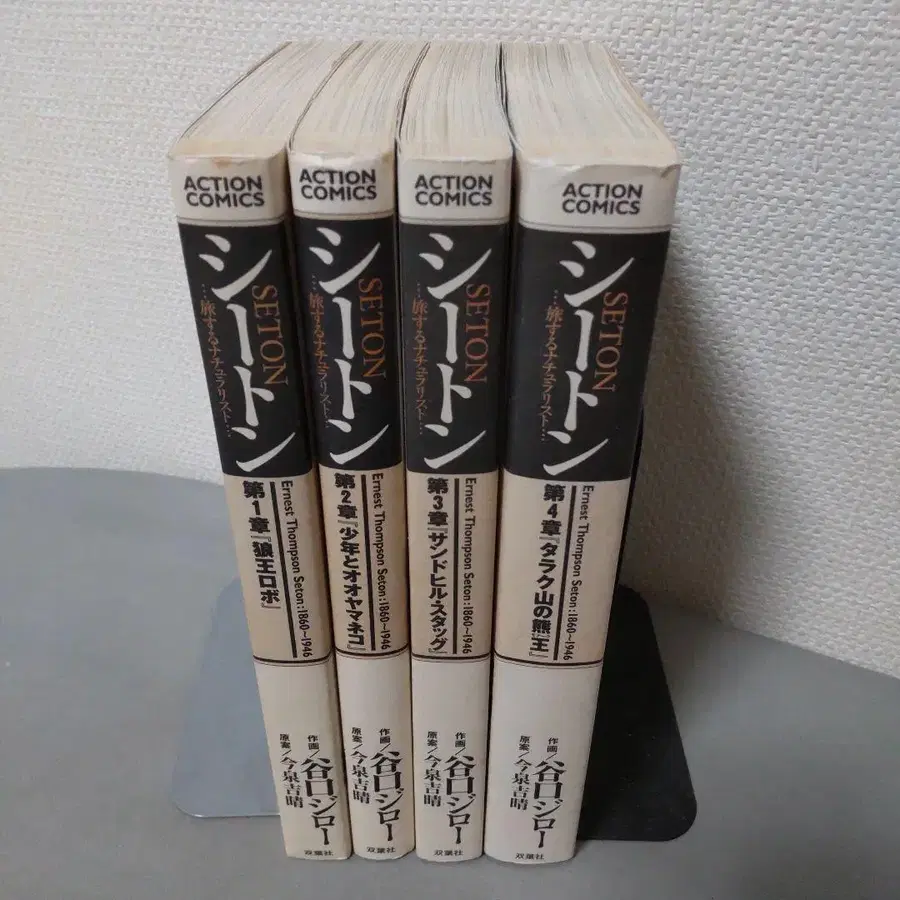 ACTION
COMICS
シートン
SETON
…旅するナチュラリスト…
第1章『狼王ロボ』
Ernest Thompson Seton:1860~1946
作画/谷口ジロー
原案/今泉吉晴
双葉社
ACTION
COMICS
シートン
SETON
…旅するナチュラリスト…
第2章『少年とオオヤマネコ』
Ernest Thompson Seton:1860~1946
作画/谷口ジロー
原案/今泉吉晴
双葉社
ACTION
COMICS
シートン
SETON
…旅するナチュラリスト…
第3章『サンドヒル・スタッグ』
Ernest Thompson Seton:1860~1946
作画/谷口ジロー
原案/今泉吉晴
双葉社
ACTION
COMICS
シートン
SETON
…旅するナチュラリスト…
第4章『タラク山の熊王』
Ernest Thompson Seton:1860~1946
作画/谷口ジロー
原案/今泉吉晴
双葉社